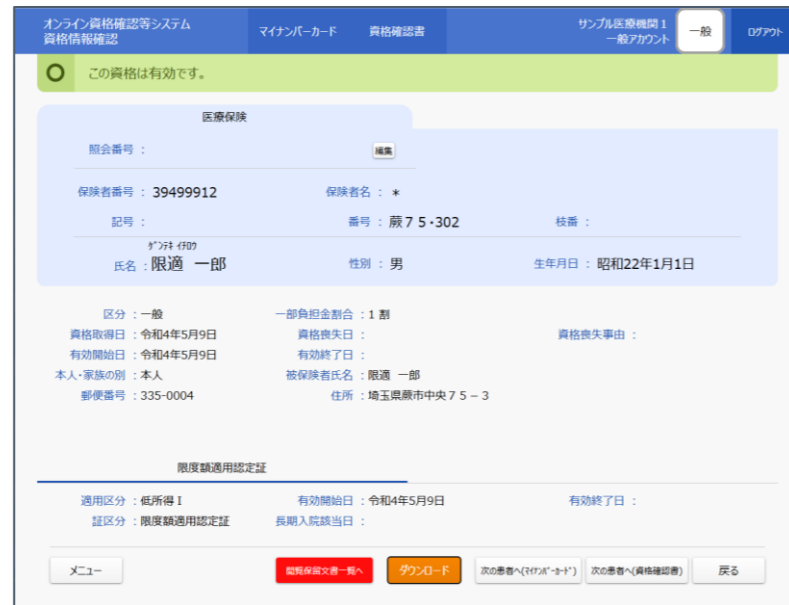 オンライン資格確認等システム
資格情報確認
マイナンバーカード 資格確認書
サンプル医療機関1
一般アカウント
一般
ログアウト
この資格は有効です。
医療保険
照会番号 : 編集
保険者番号 : 39499912 保険者名 : *
記号 : 番号 : 蕨75・302 枝番 :
ゲンテキ イチロウ
氏名 : 限適 一郎 性別 : 男 生年月日 : 昭和22年1月1日
区分 : 一般 一部負担金割合 : 1 割
資格取得日 : 令和4年5月9日 資格喪失日 : 資格喪失事由 :
有効開始日 : 令和4年5月9日 有効終了日 :
本人・家族の別 : 本人 被保険者氏名 : 限適 一郎
郵便番号 : 335-0004 住所 : 埼玉県蕨市中央75－3
限度額適用認定証
適用区分 : 低所得Ⅰ 有効開始日 : 令和4年5月9日 有効終了日 :
証区分 : 限度額適用認定証 長期入院該当日 :
メニュー 閲覧保留文書一覧へ ダウンロード 次の患者へ(マイナンバーカード) 次の患者へ(資格確認書) 戻る